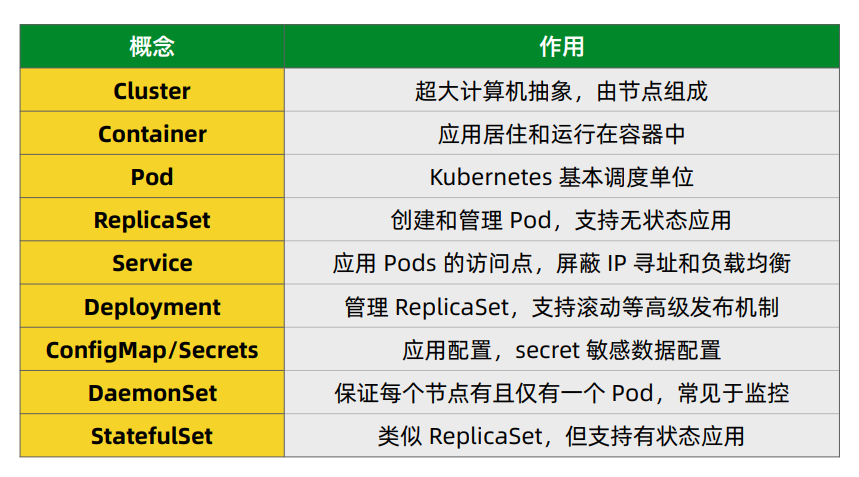 概念 作用
Cluster 超大计算机抽象，由节点组成
Container 应用居住和运行在容器中
Pod Kubernetes 基本调度单位
ReplicaSet 创建和管理 Pod，支持无状态应用
Service 应用 Pods 的访问点，屏蔽 IP 寻址和负载均衡
Deployment 管理 ReplicaSet，支持滚动等高级发布机制
ConfigMap/Secrets 应用配置，secret 敏感数据配置
DaemonSet 保证每个节点有且仅有一个 Pod，常见于监控
StatefulSet 类似 ReplicaSet，但支持有状态应用